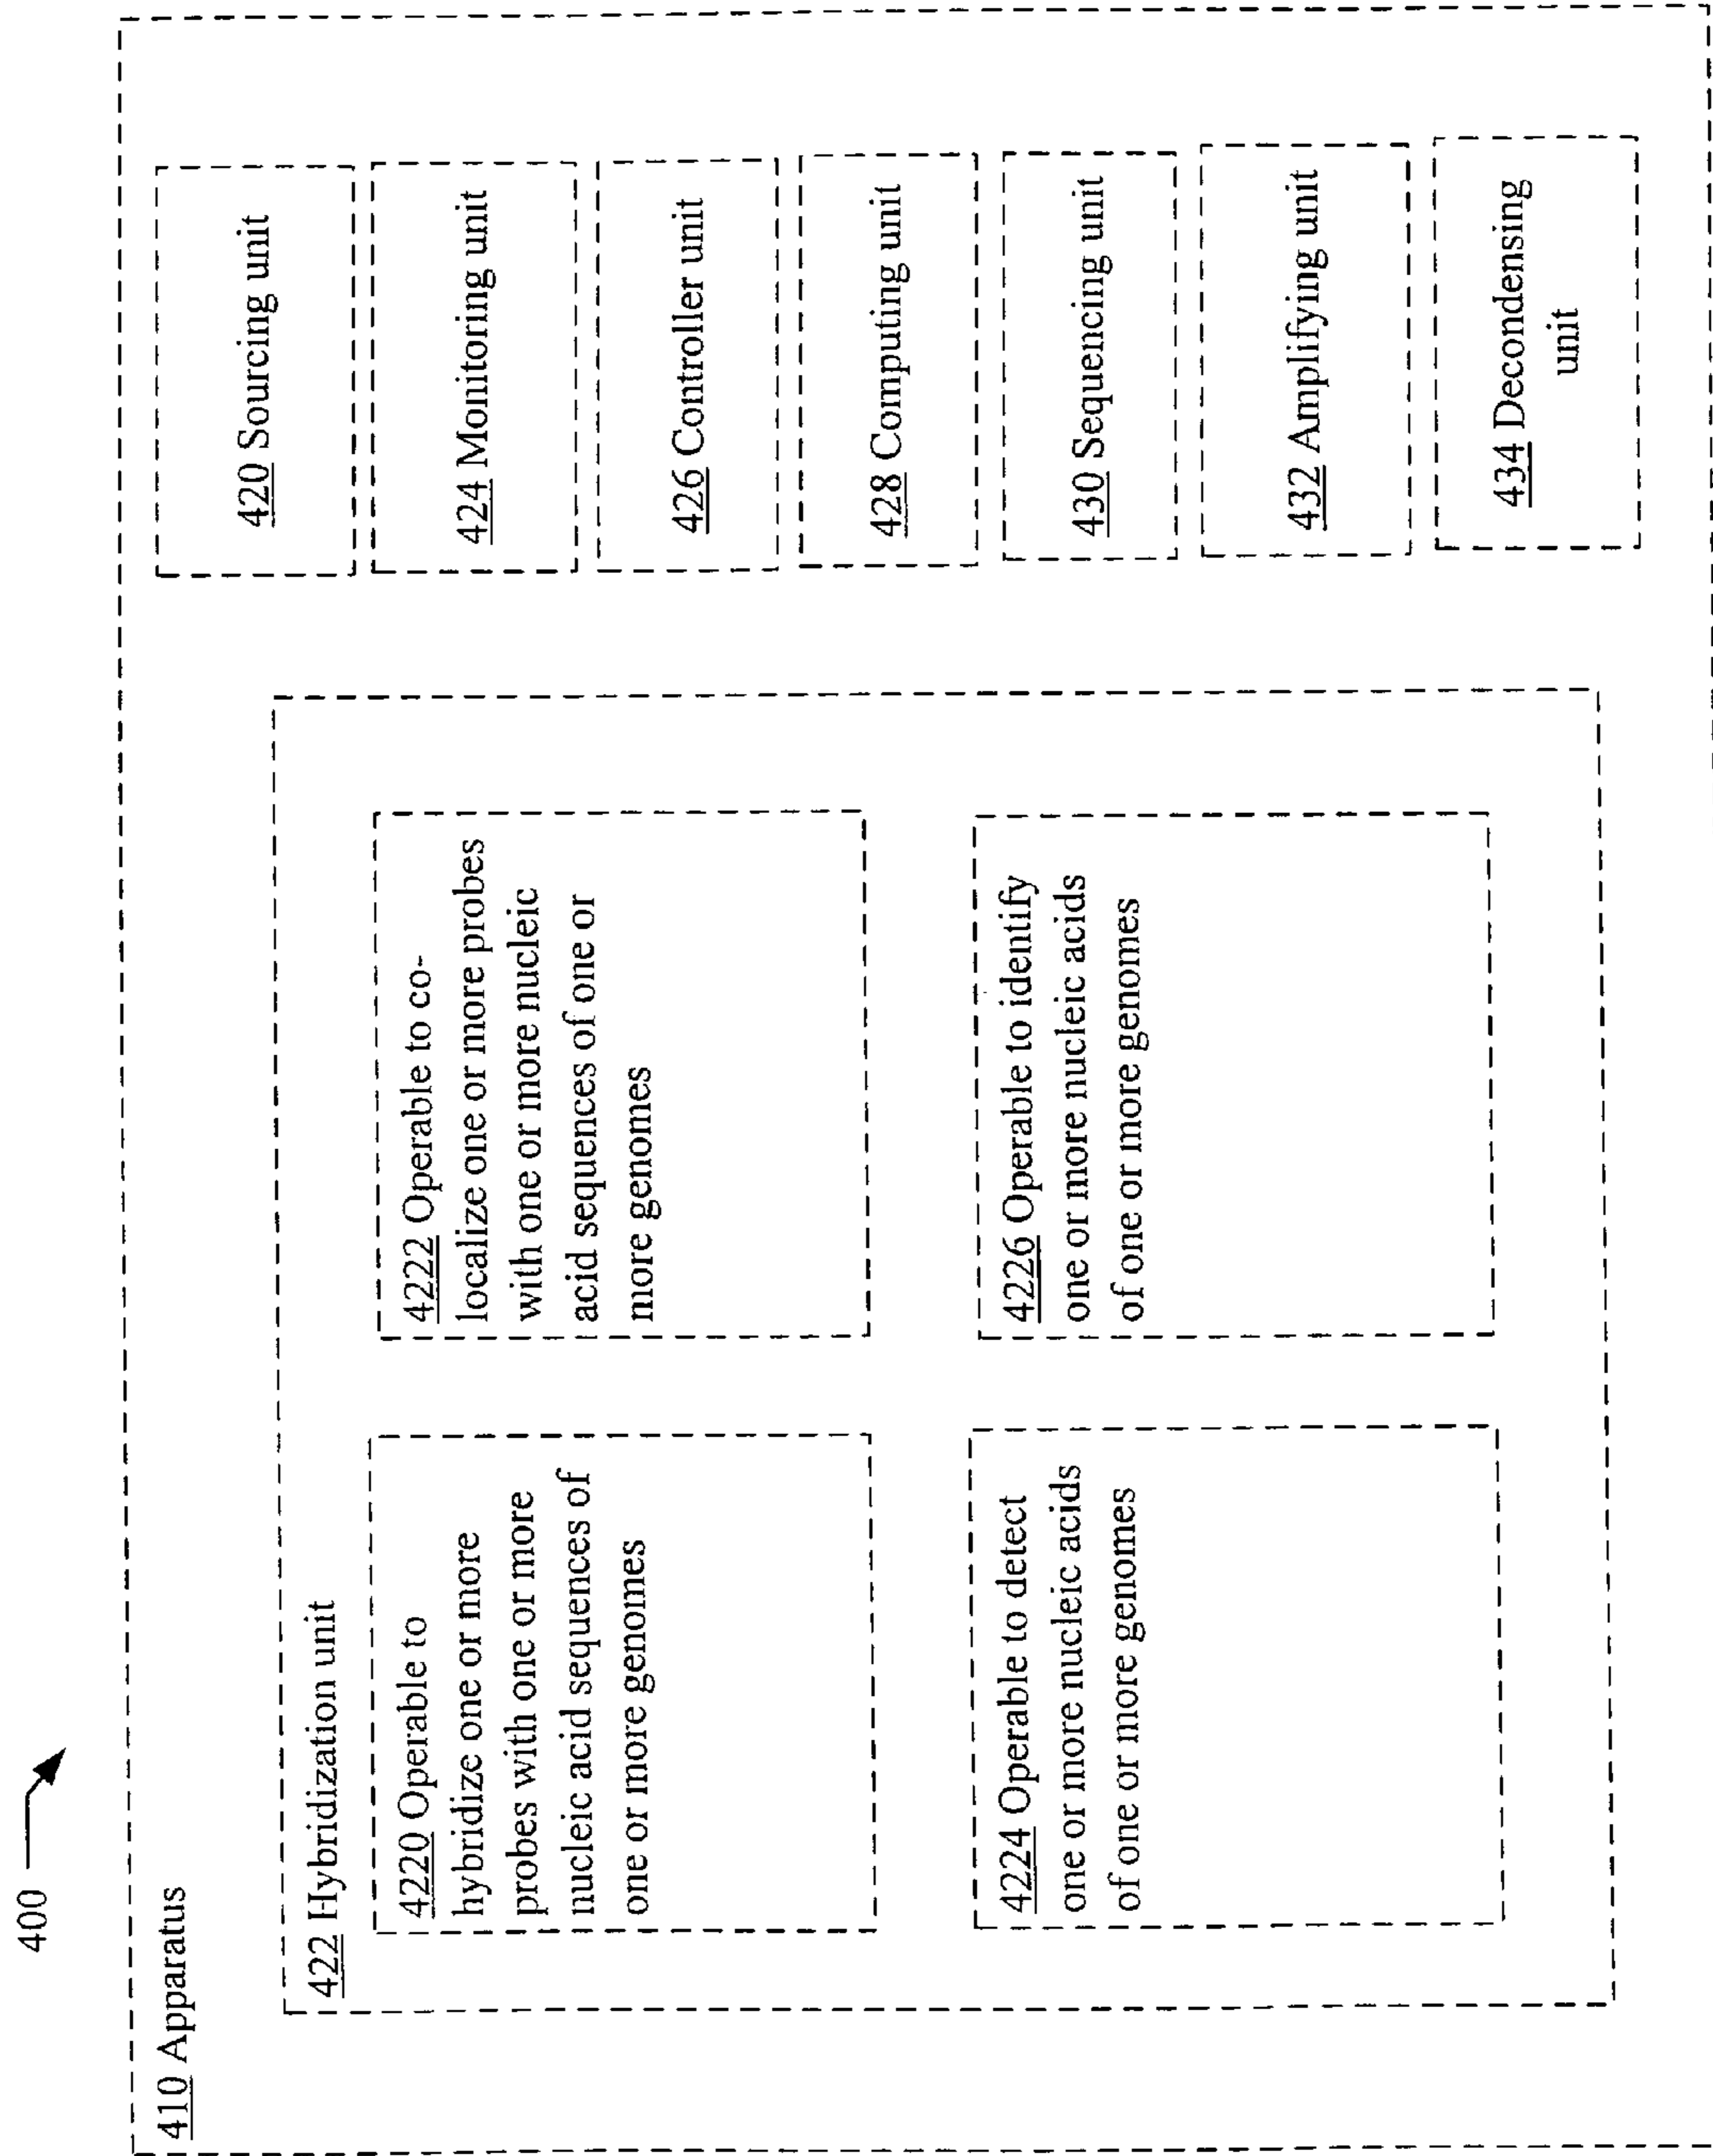 400
410 Apparatus
422 Hybridization unit
4220 Operable to
hybridize one or more
probes with one or more
nucleic acid sequences of
one or more genomes
4222 Operable to co-
localize one or more probes
with one or more nucleic
acid sequences of one or
more genomes
4224 Operable to detect
one or more nucleic acids
of one or more genomes
4226 Operable to identify
one or more nucleic acids
of one or more genomes
420 Sourcing unit
424 Monitoring unit
426 Controller unit
428 Computing unit
430 Sequencing unit
432 Amplifying unit
434 Decondensing
unit